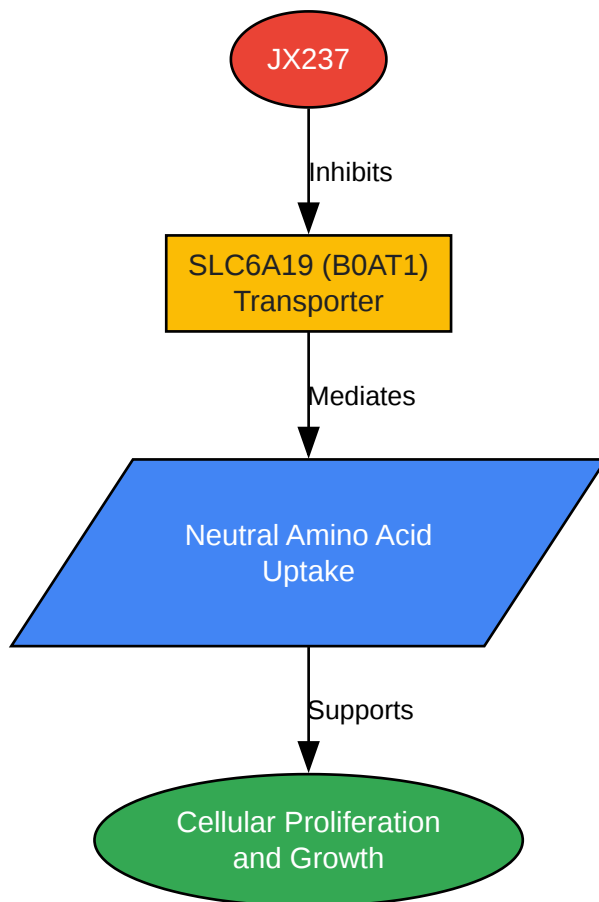 JX237
Inhibits
SLC6A19 (B0AT1)
Transporter
Mediates
Neutral Amino Acid
Uptake
Supports
Cellular Proliferation
and Growth